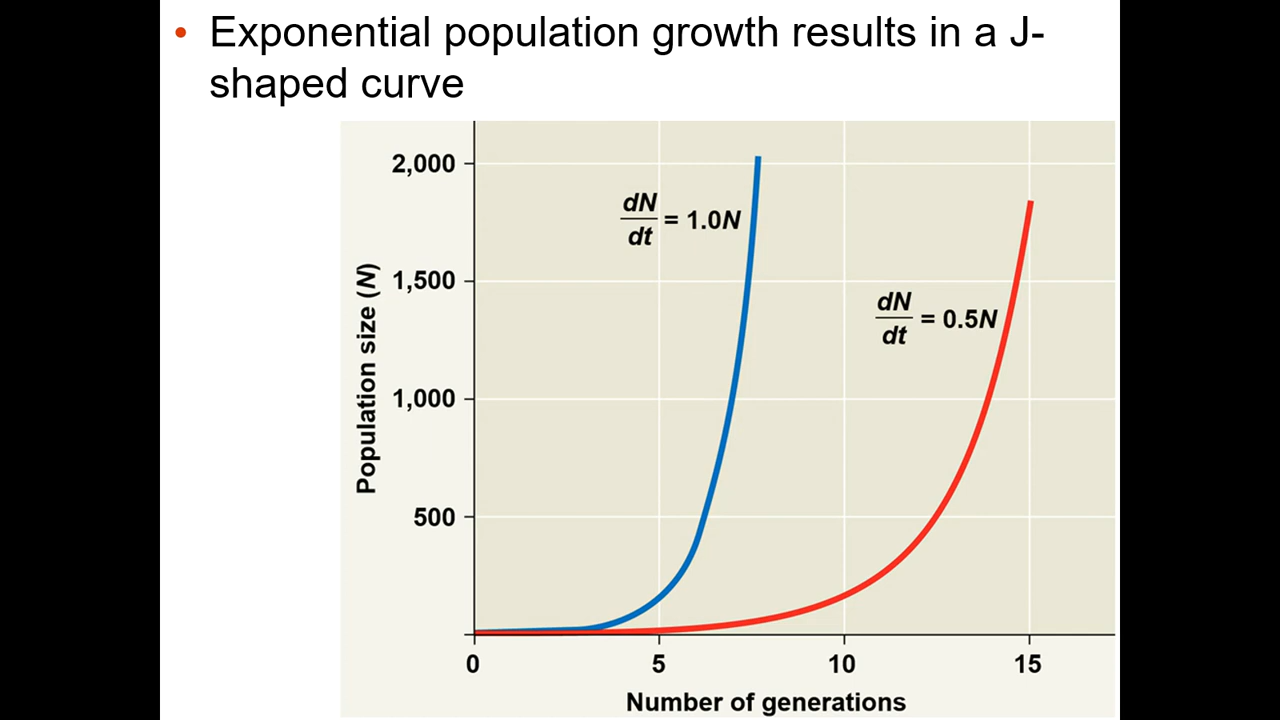 • Exponential population growth results in a J-
shaped curve
2,000
1,500
1,000
500
Population size (N)
dN
dt
= 1.0N
dN
dt
= 0.5N
0 5 10 15
Number of generations